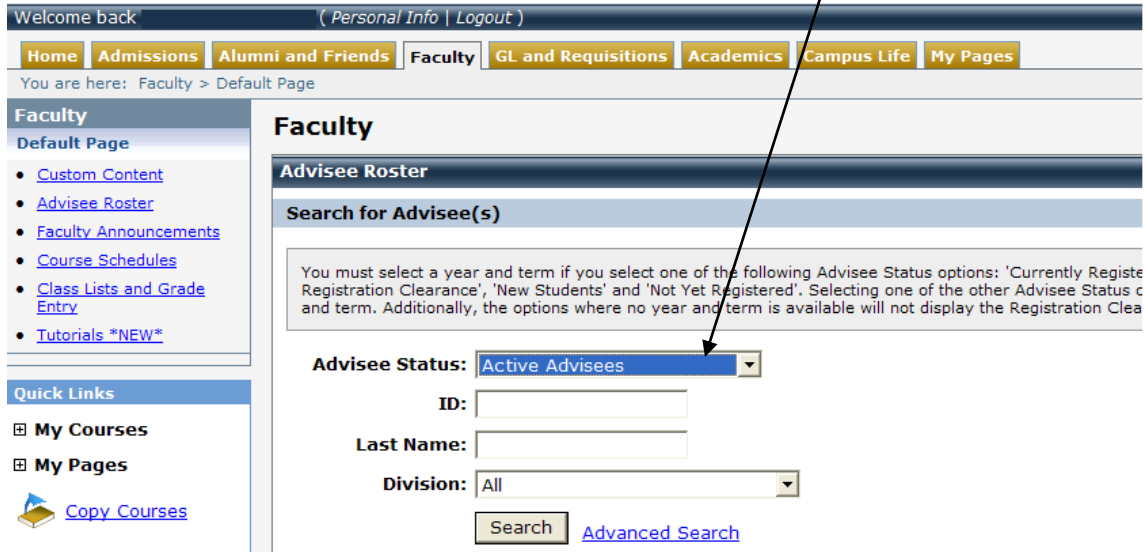 Welcome back ( Personal Info | Logout )
Home Admissions Alumni and Friends Faculty GL and Requisitions Academics Campus Life My Pages
You are here: Faculty > Default Page
Faculty
Default Page
Custom Content
Advisee Roster
Faculty Announcements
Course Schedules
Class Lists and Grade
Entry
Tutorials *NEW*
Quick Links
My Courses
My Pages
Copy Courses
Faculty
Advisee Roster
Search for Advisee(s)
You must select a year and term if you select one of the following Advisee Status options: 'Currently Registe
Registration Clearance', 'New Students' and 'Not Yet Registered'. Selecting one of the other Advisee Status
and term. Additionally, the options where no year and term is available will not display the Registration Clea
Advisee Status: Active Advisees
ID:
Last Name:
Division: All
Search Advanced Search